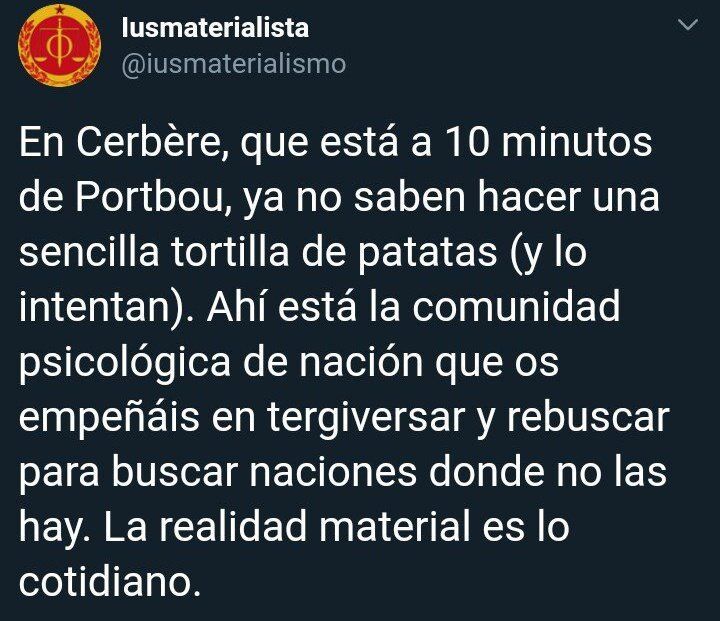 Iusmaterialista
@iusmaterialismo
En Cerbère, que está a 10 minutos
de Portbou, ya no saben hacer una
sencilla tortilla de patatas (y lo
intentan). Ahí está la comunidad
psicológica de nación que os
empeñáis en tergiversar y rebuscar
para buscar naciones donde no las
hay. La realidad material es lo
cotidiano.